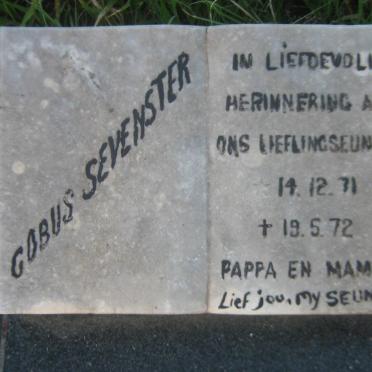 GOBUS SEVENSTER
IN LIEFDEVOLL
HERINNERING A
ONS LIEFLINGSEUN
14.12.71
† 19.5.72
PAPPA EN MAM
Lief jou, my SEUN